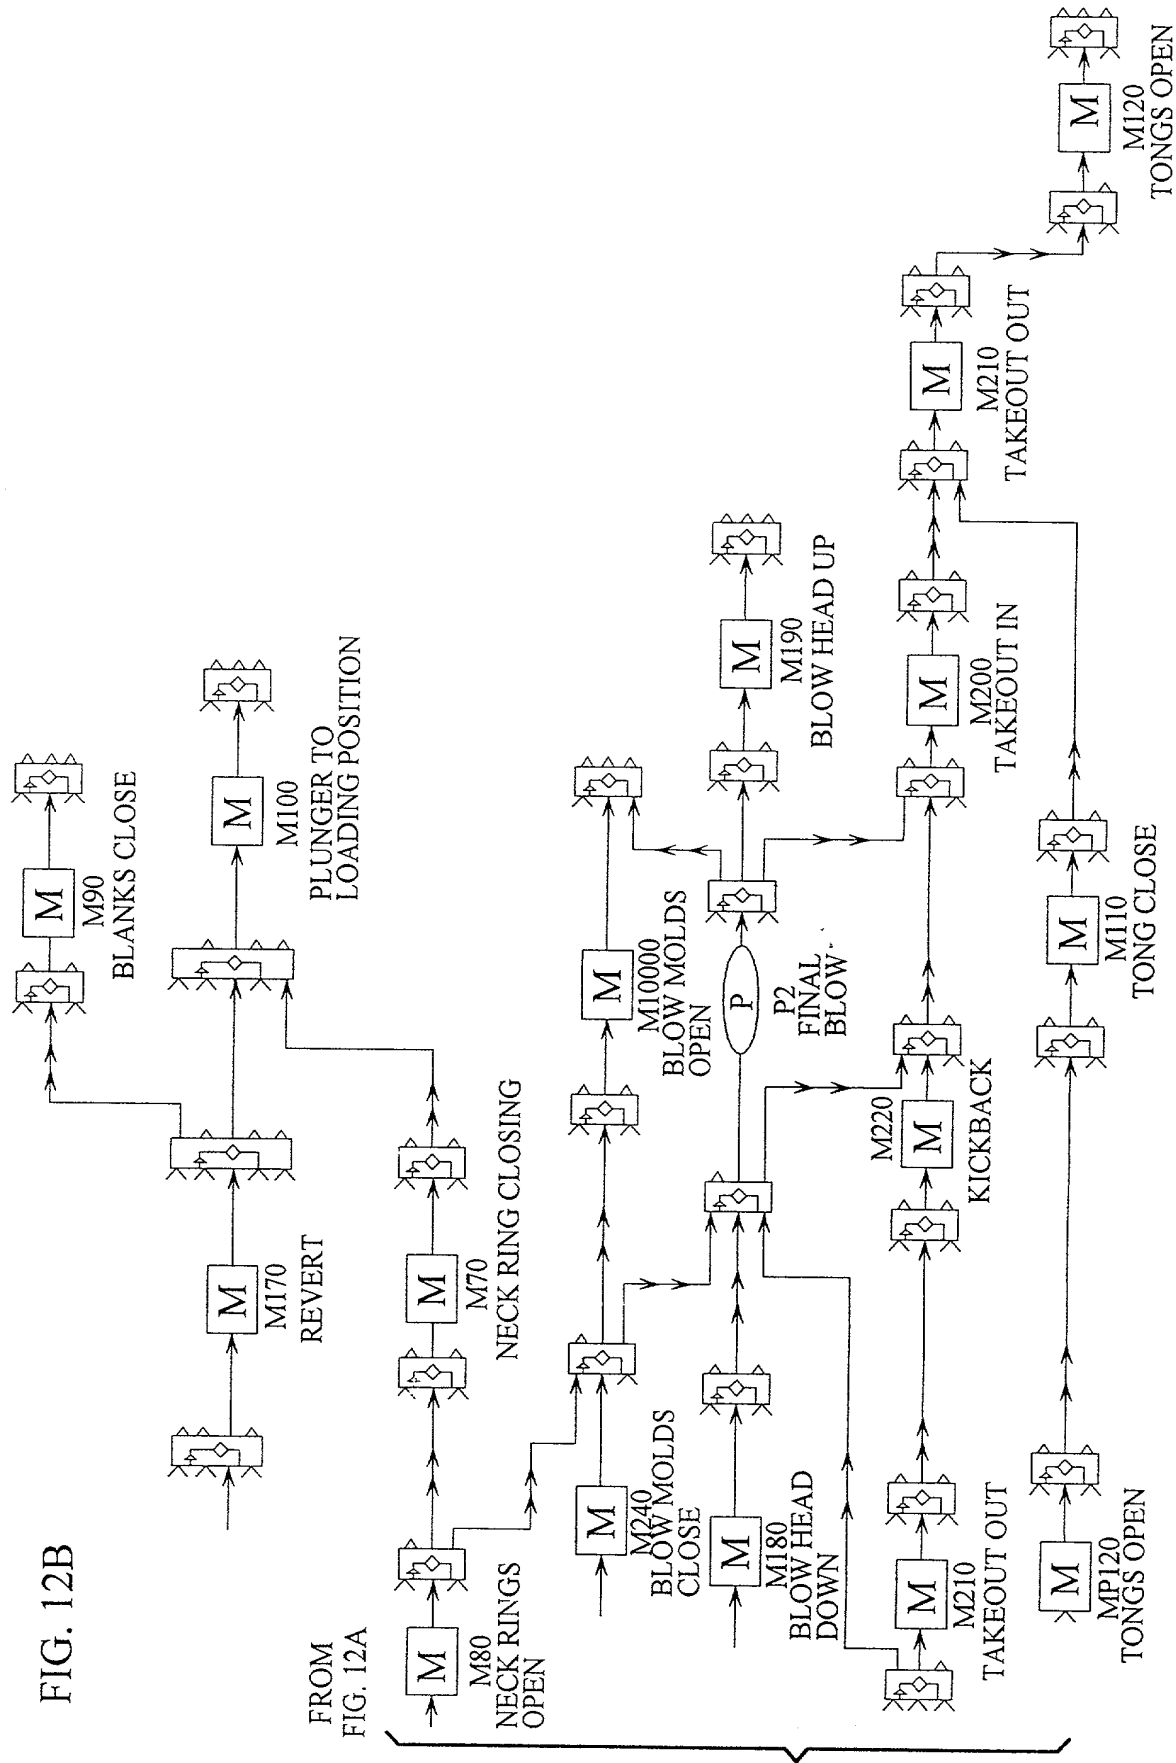 FIG. 12B
FROM
FIG. 12A
M
M90
BLANKS CLOSE
M
M170
REVERT
M
M100
PLUNGER TO
LOADING POSITION
M
M80
NECK RINGS
OPEN
M
M70
NECK RING CLOSING
M
M240
BLOW MOLDS
CLOSE
M
M10000
BLOW MOLDS
OPEN
M
M180
BLOW HEAD
DOWN
P
P2
FINAL
BLOW
M
M190
BLOW HEAD UP
M
M210
TAKEOUT OUT
M
M220
KICKBACK
M
M200
TAKEOUT IN
M
M210
TAKEOUT OUT
M
MP120
TONGS OPEN
M
M110
TONG CLOSE
M
M120
TONGS OPEN